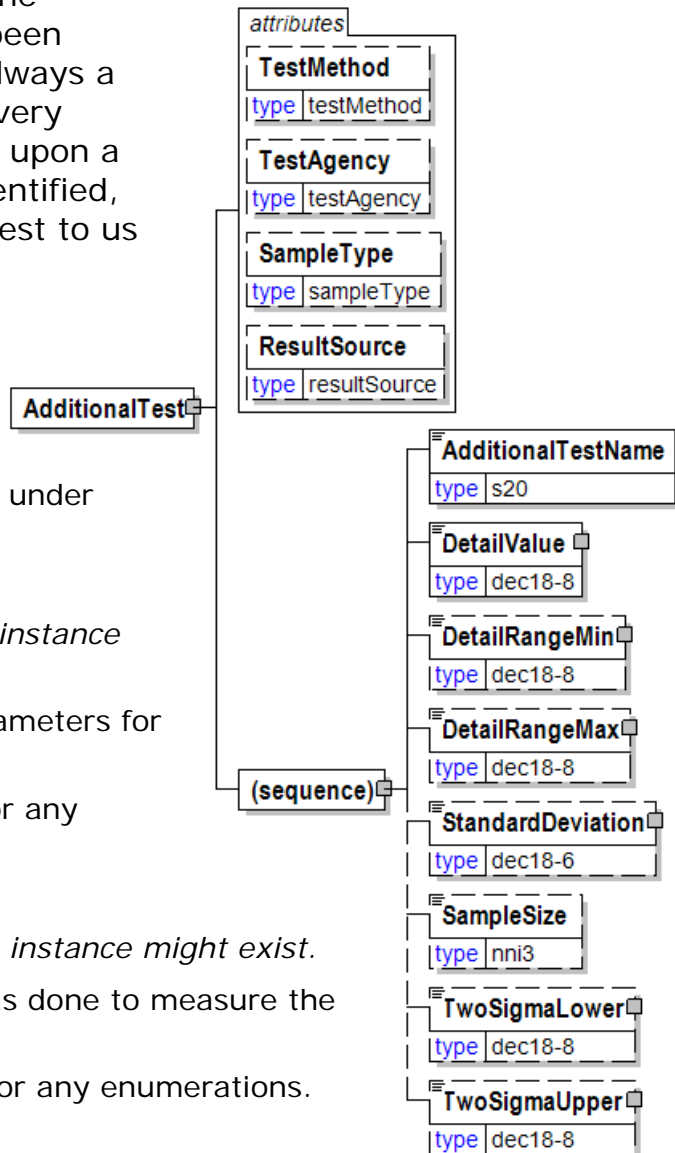 the
been
lways a
very
upon a
entified,
est to us
attributes
TestMethod
type testMethod
TestAgency
type testAgency
SampleType
type sampleType
ResultSource
type resultSource
AdditionalTest
under
instance
ameters for
or any
instance might exist.
s done to measure the
or any enumerations.
(sequence)
AdditionalTestName
type s20
DetailValue
type dec18-8
DetailRangeMin
type dec18-8
DetailRangeMax
type dec18-8
StandardDeviation
type dec18-6
SampleSize
type nni3
TwoSigmaLower
type dec18-8
TwoSigmaUpper
type dec18-8